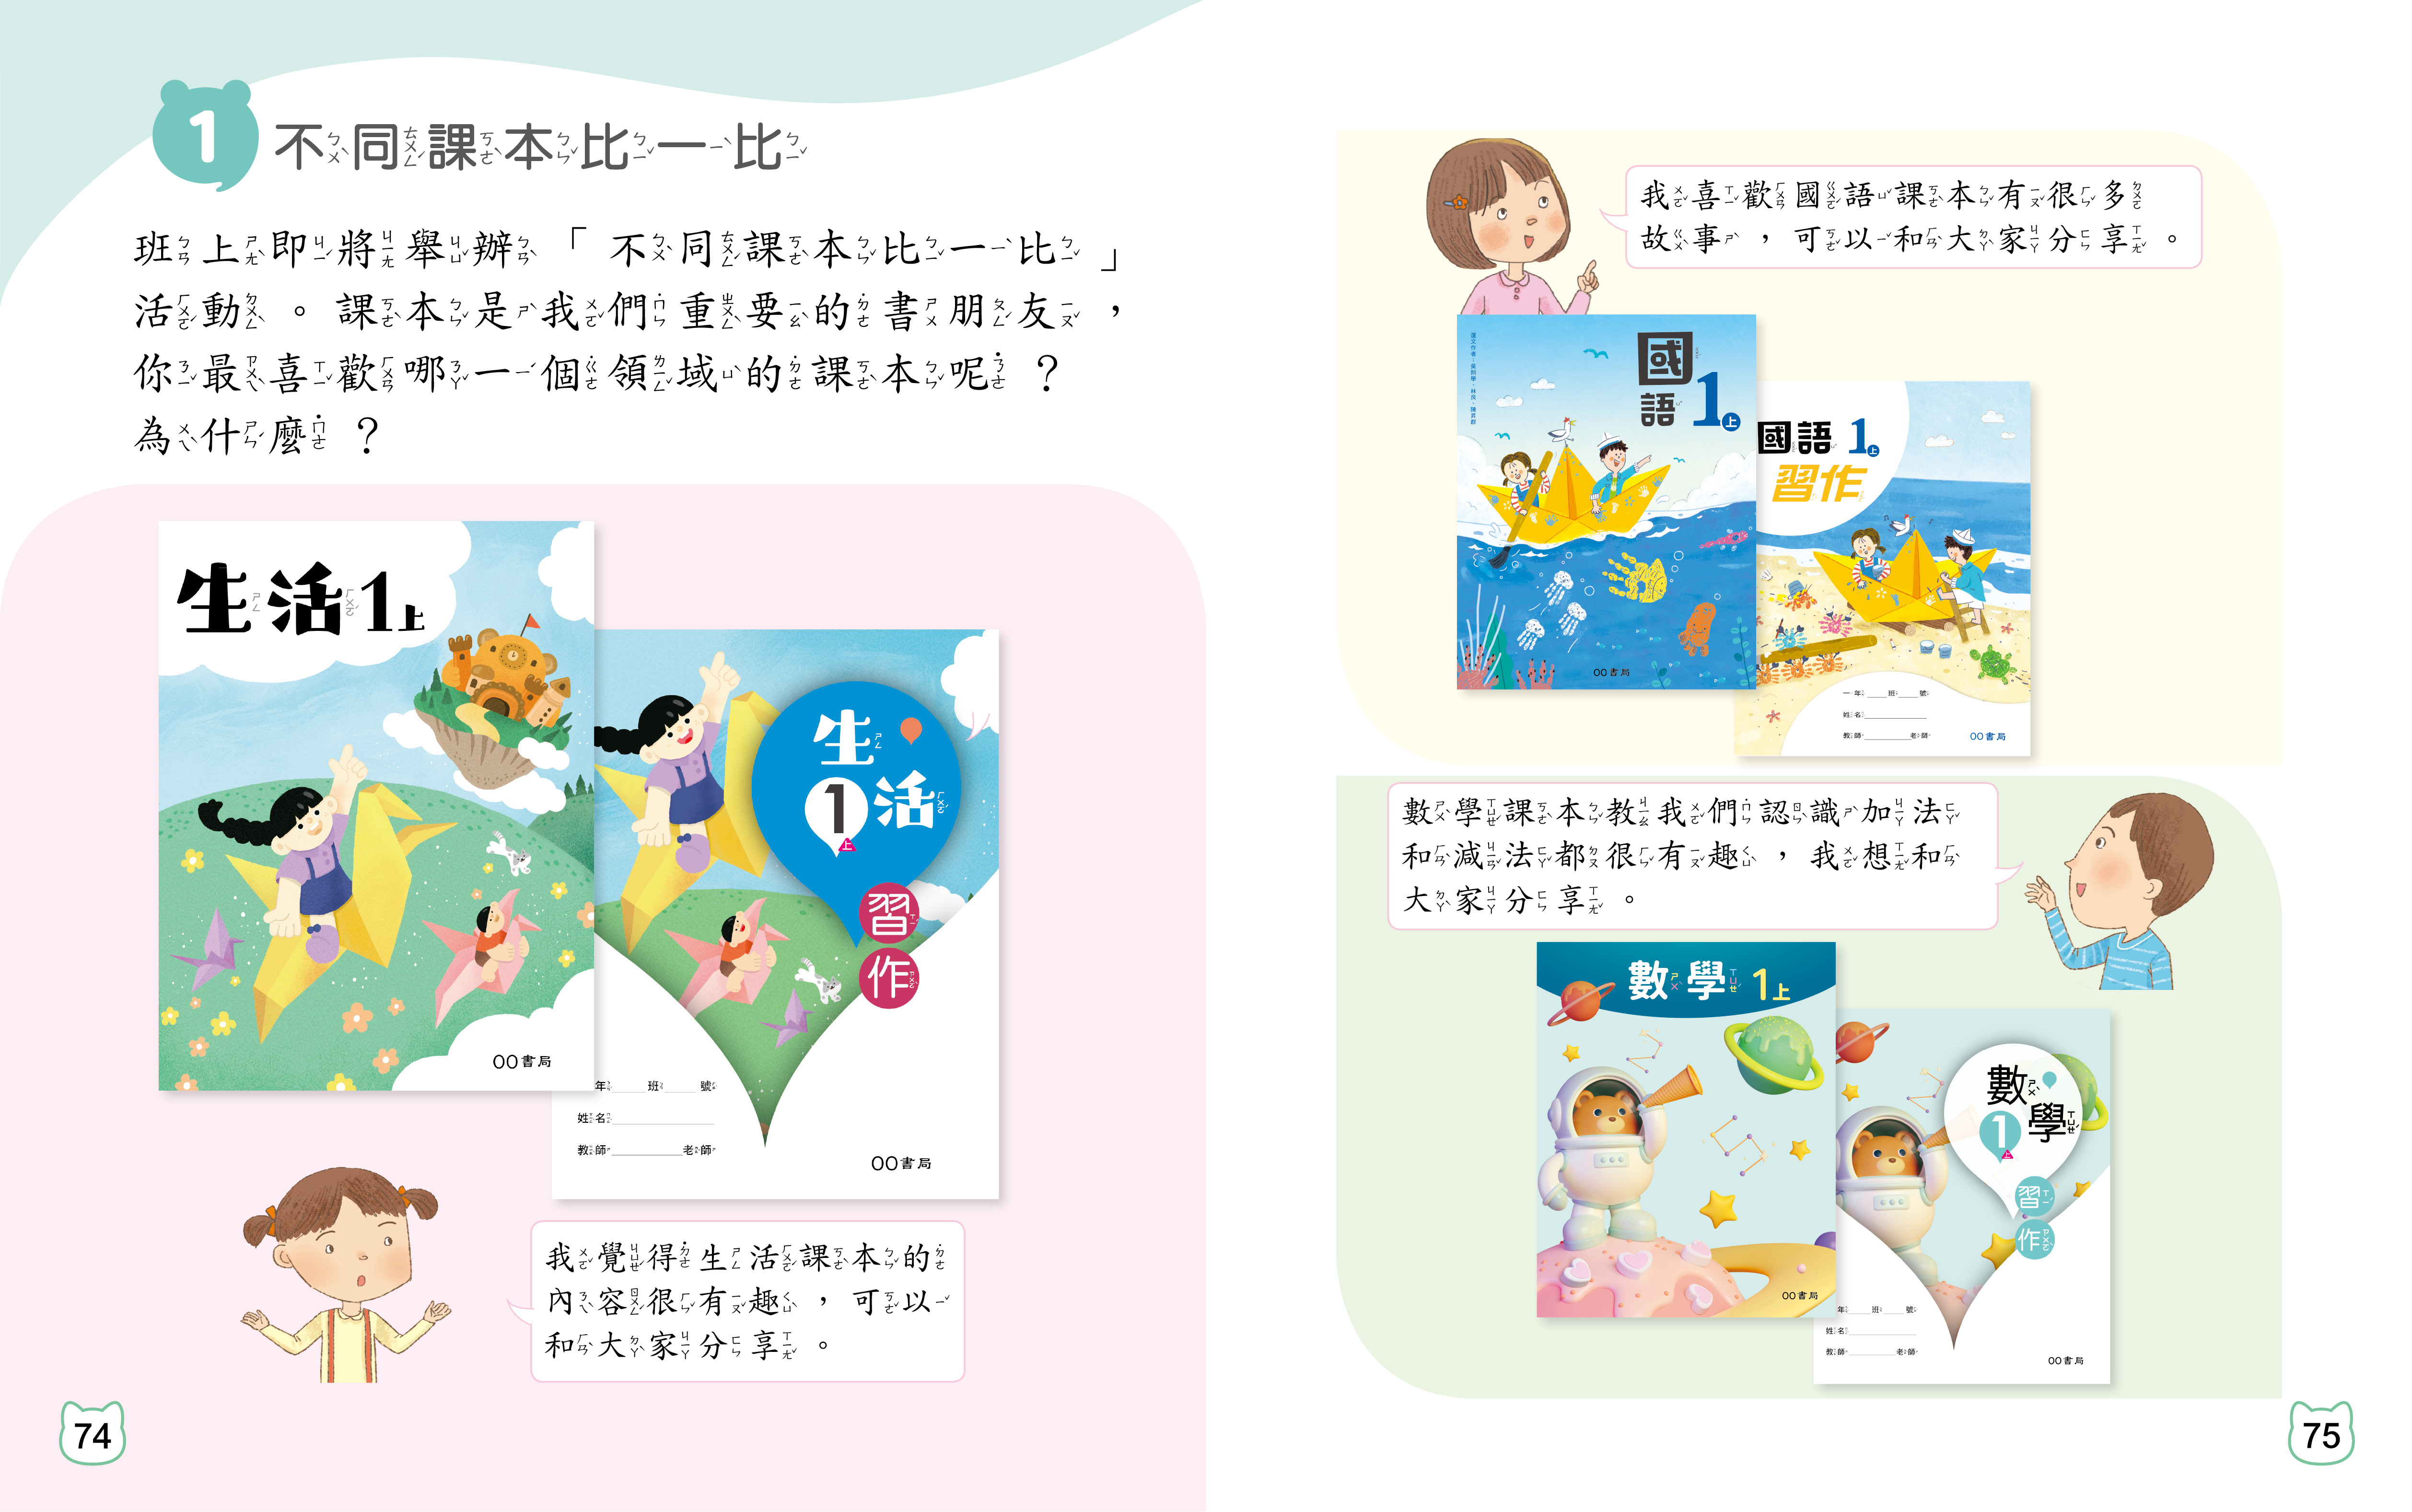 1 不同課本比一比
班上即將舉辦「不同課本比一比」
活動。課本是我們重要的書朋友，
你最喜歡哪一個領域的課本呢？
為什麼？
生活1上
OO書局
生活
1
上
習
作
年 班 號
姓名
教師 老師
OO書局
我覺得生活課本的
內容很有趣，可以
和大家分享。
74
我喜歡國語課本有很多
故事，可以和大家分享。
國語1上
OO書局
國語1上
習作
一年 班 號
姓名
教師 老師
OO書局
數學課本教我們認識加法
和減法都很有趣，我想和
大家分享。
數學1上
OO書局
數學
1
上
習
作
年 班 號
姓名
教師 老師
OO書局
75